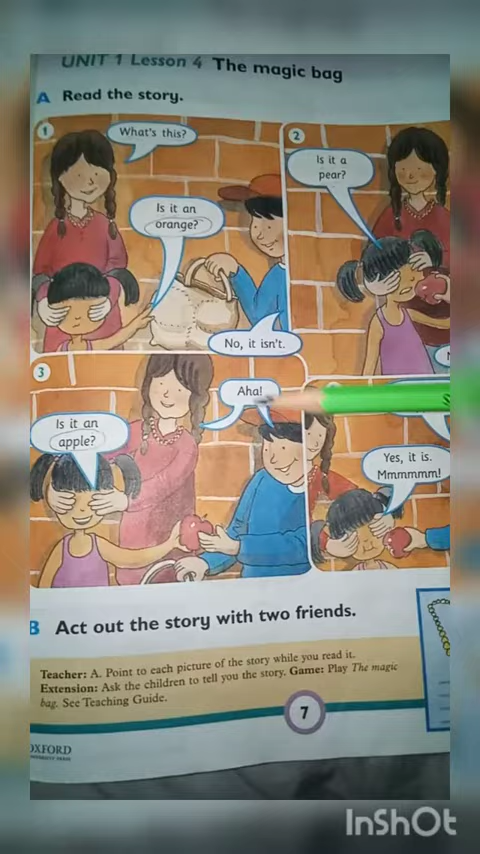 UNIT 1 Lesson 4 The magic bag
A Read the story.
1
What's this?
Is it an
orange?
No, it isn't.
2
Is it a
pear?
3
Aha!
Is it an
apple?
Yes, it is.
Mmmmmm!
B Act out the story with two friends.
Teacher: A. Point to each picture of the story while you read it.
Extension: Ask the children to tell you the story. Game: Play The magic
bag. See Teaching Guide.
7
OXFORD
InShOt